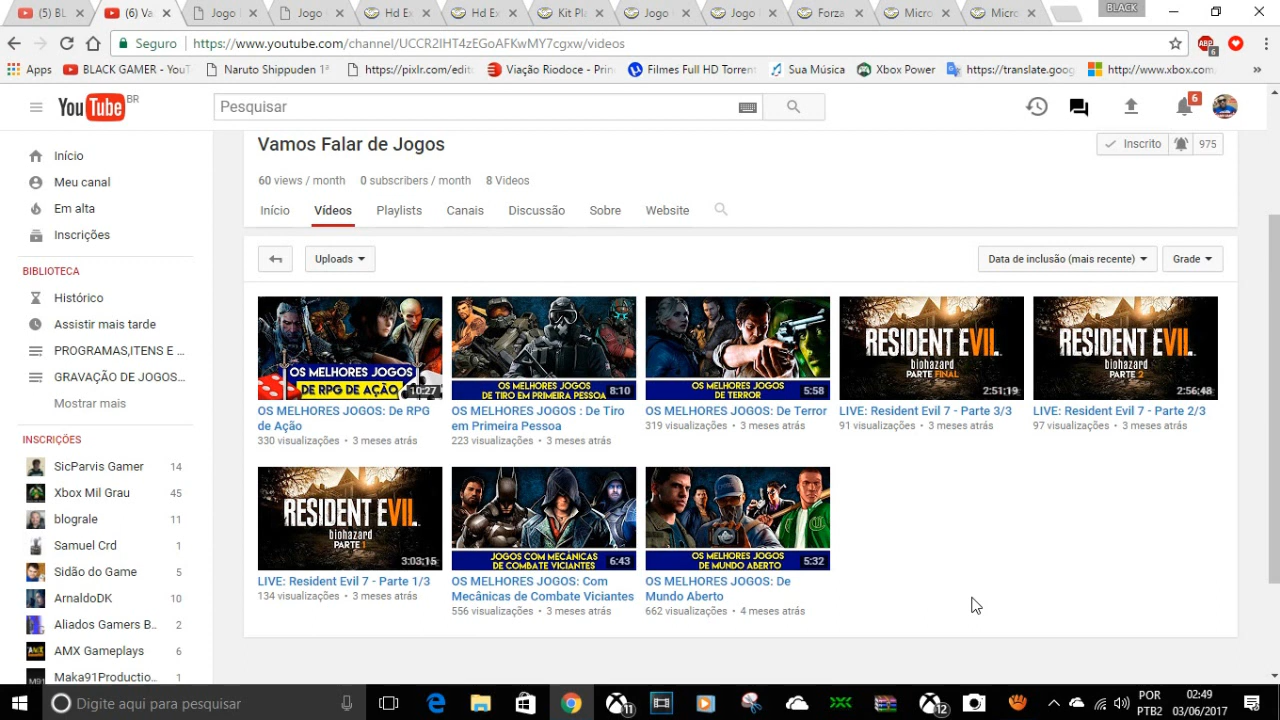 (5) BL
(6) Va
Jogo
Jogo
Hd Ex
Hd Ex
Kit Pla
Jogo
Jogo
Forza
Micro
Micro
BLACK
Seguro
https://www.youtube.com/channel/UCCR2IHT4zEGoAFKwMY7cgxw/videos
ABP
6
Apps
BLACK GAMER - YouT
Naruto Shippuden 1ª
https://pixlr.com/edit
Viação Riodoce - Prin
Filmes Full HD Torrent
Sua Música
Xbox Power
https://translate.goog
http://www.xbox.com
»
YouTube BR
Pesquisar
6
Início
Meu canal
Em alta
Inscrições
BIBLIOTECA
Histórico
Assistir mais tarde
PROGRAMAS,ITENS E ...
GRAVAÇÃO DE JOGOS...
Mostrar mais
INSCRIÇÕES
SicParvis Gamer 14
Xbox Mil Grau 45
blograle 11
Samuel Crd 1
Sidão do Game 5
ArnaldoDK 10
Aliados Gamers B.. 2
AMX Gameplays 6
Maka91Productio... 1
Vamos Falar de Jogos
Inscrito 975
60 views / month 0 subscribers / month 8 Videos
Início Vídeos Playlists Canais Discussão Sobre Website
Uploads
Data de inclusão (mais recente)
Grade
OS MELHORES JOGOS
DE RPG DE AÇÃO
10:27
OS MELHORES JOGOS: De RPG
de Ação
330 visualizações • 3 meses atrás
OS MELHORES JOGOS
DE TIRO EM PRIMEIRA PESSOA
8:10
OS MELHORES JOGOS : De Tiro
em Primeira Pessoa
223 visualizações • 3 meses atrás
OS MELHORES JOGOS
DE TERROR
5:58
OS MELHORES JOGOS: De Terror
319 visualizações • 3 meses atrás
RESIDENT EVIL
biohazard
PARTE FINAL
2:51:19
LIVE: Resident Evil 7 - Parte 3/3
91 visualizações • 3 meses atrás
RESIDENT EVIL
biohazard
PARTE 2
2:56:48
LIVE: Resident Evil 7 - Parte 2/3
97 visualizações • 3 meses atrás
RESIDENT EVIL
biohazard
PARTE 1
3:03:15
LIVE: Resident Evil 7 - Parte 1/3
134 visualizações • 3 meses atrás
JOGOS COM MECÂNICAS
DE COMBATE VICIANTES
6:43
OS MELHORES JOGOS: Com
Mecânicas de Combate Viciantes
556 visualizações • 3 meses atrás
OS MELHORES JOGOS
DE MUNDO ABERTO
5:32
OS MELHORES JOGOS: De
Mundo Aberto
662 visualizações • 4 meses atrás
Digite aqui para pesquisar
11
12
POR
PTB2
02:49
03/06/2017